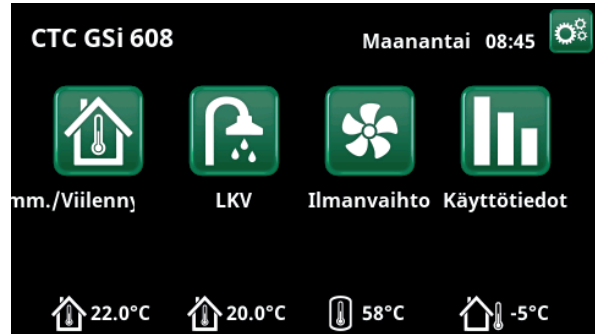 CTC GSi 608 Maanantai 08:45
mm./Viilenny LKV Ilmanvaihto Käyttötiedot
22.0°C 20.0°C 58°C -5°C